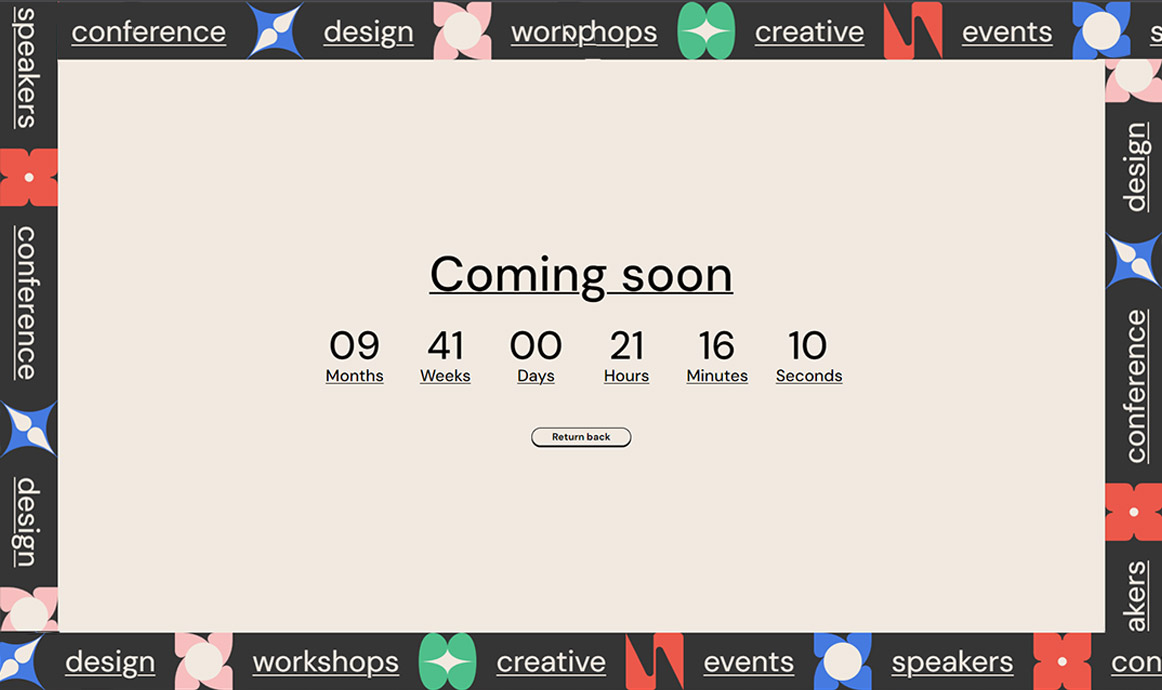 conference design creative events s
speakers
conference
design
Coming soon
09 41 00 21 16 10
Months Weeks Days Hours Minutes Seconds
Return back
design
conference
akers
design workshops creative events speakers con